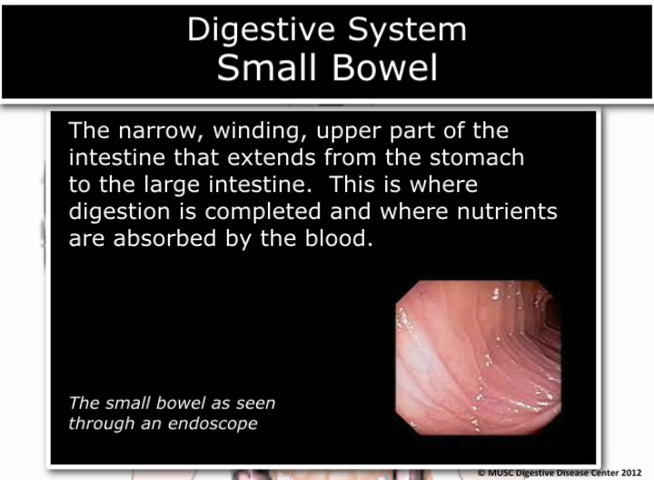 Digestive System
Small Bowel
The narrow, winding, upper part of the
intestine that extends from the stomach
to the large intestine.  This is where
digestion is completed and where nutrients
are absorbed by the blood.
The small bowel as seen
through an endoscope
© MUSC Digestive Disease Center 2012